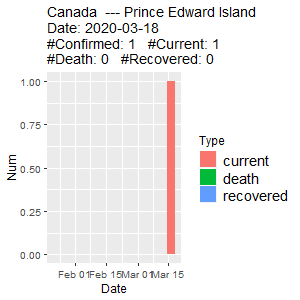 Canada  --- Prince Edward Island
Date: 2020-03-18
#Confirmed: 1   #Current: 1
#Death: 0   #Recovered: 0
1.00
0.75
0.50
0.25
0.00
Num
Feb 01 Feb 15 Mar 01 Mar 15
Date
Type
current
death
recovered